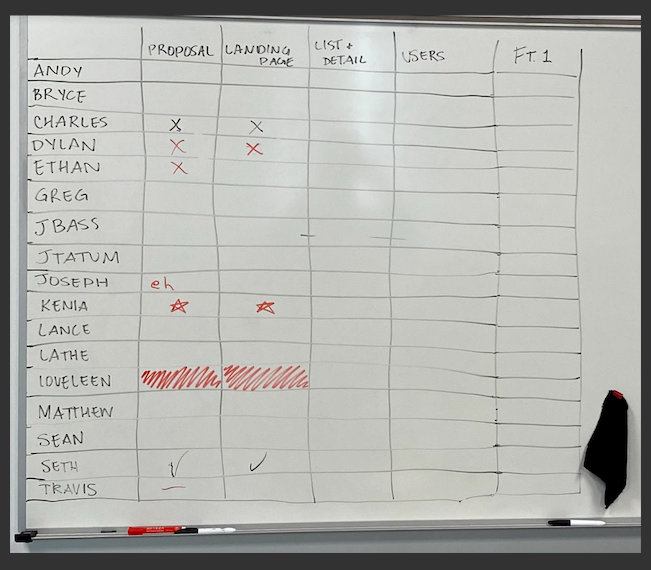 PROPOSAL LANDING PAGE LIST + DETAIL USERS FT. 1
ANDY
BRYCE
CHARLES X X
DYLAN X X
ETHAN X
GREG
JBASS
JTATUM
JOSEPH eh
KENIA ☆ ☆
LANCE
LATHE
LOVELEEN
MATTHEW
SEAN
SETH ✓ ✓
TRAVIS —